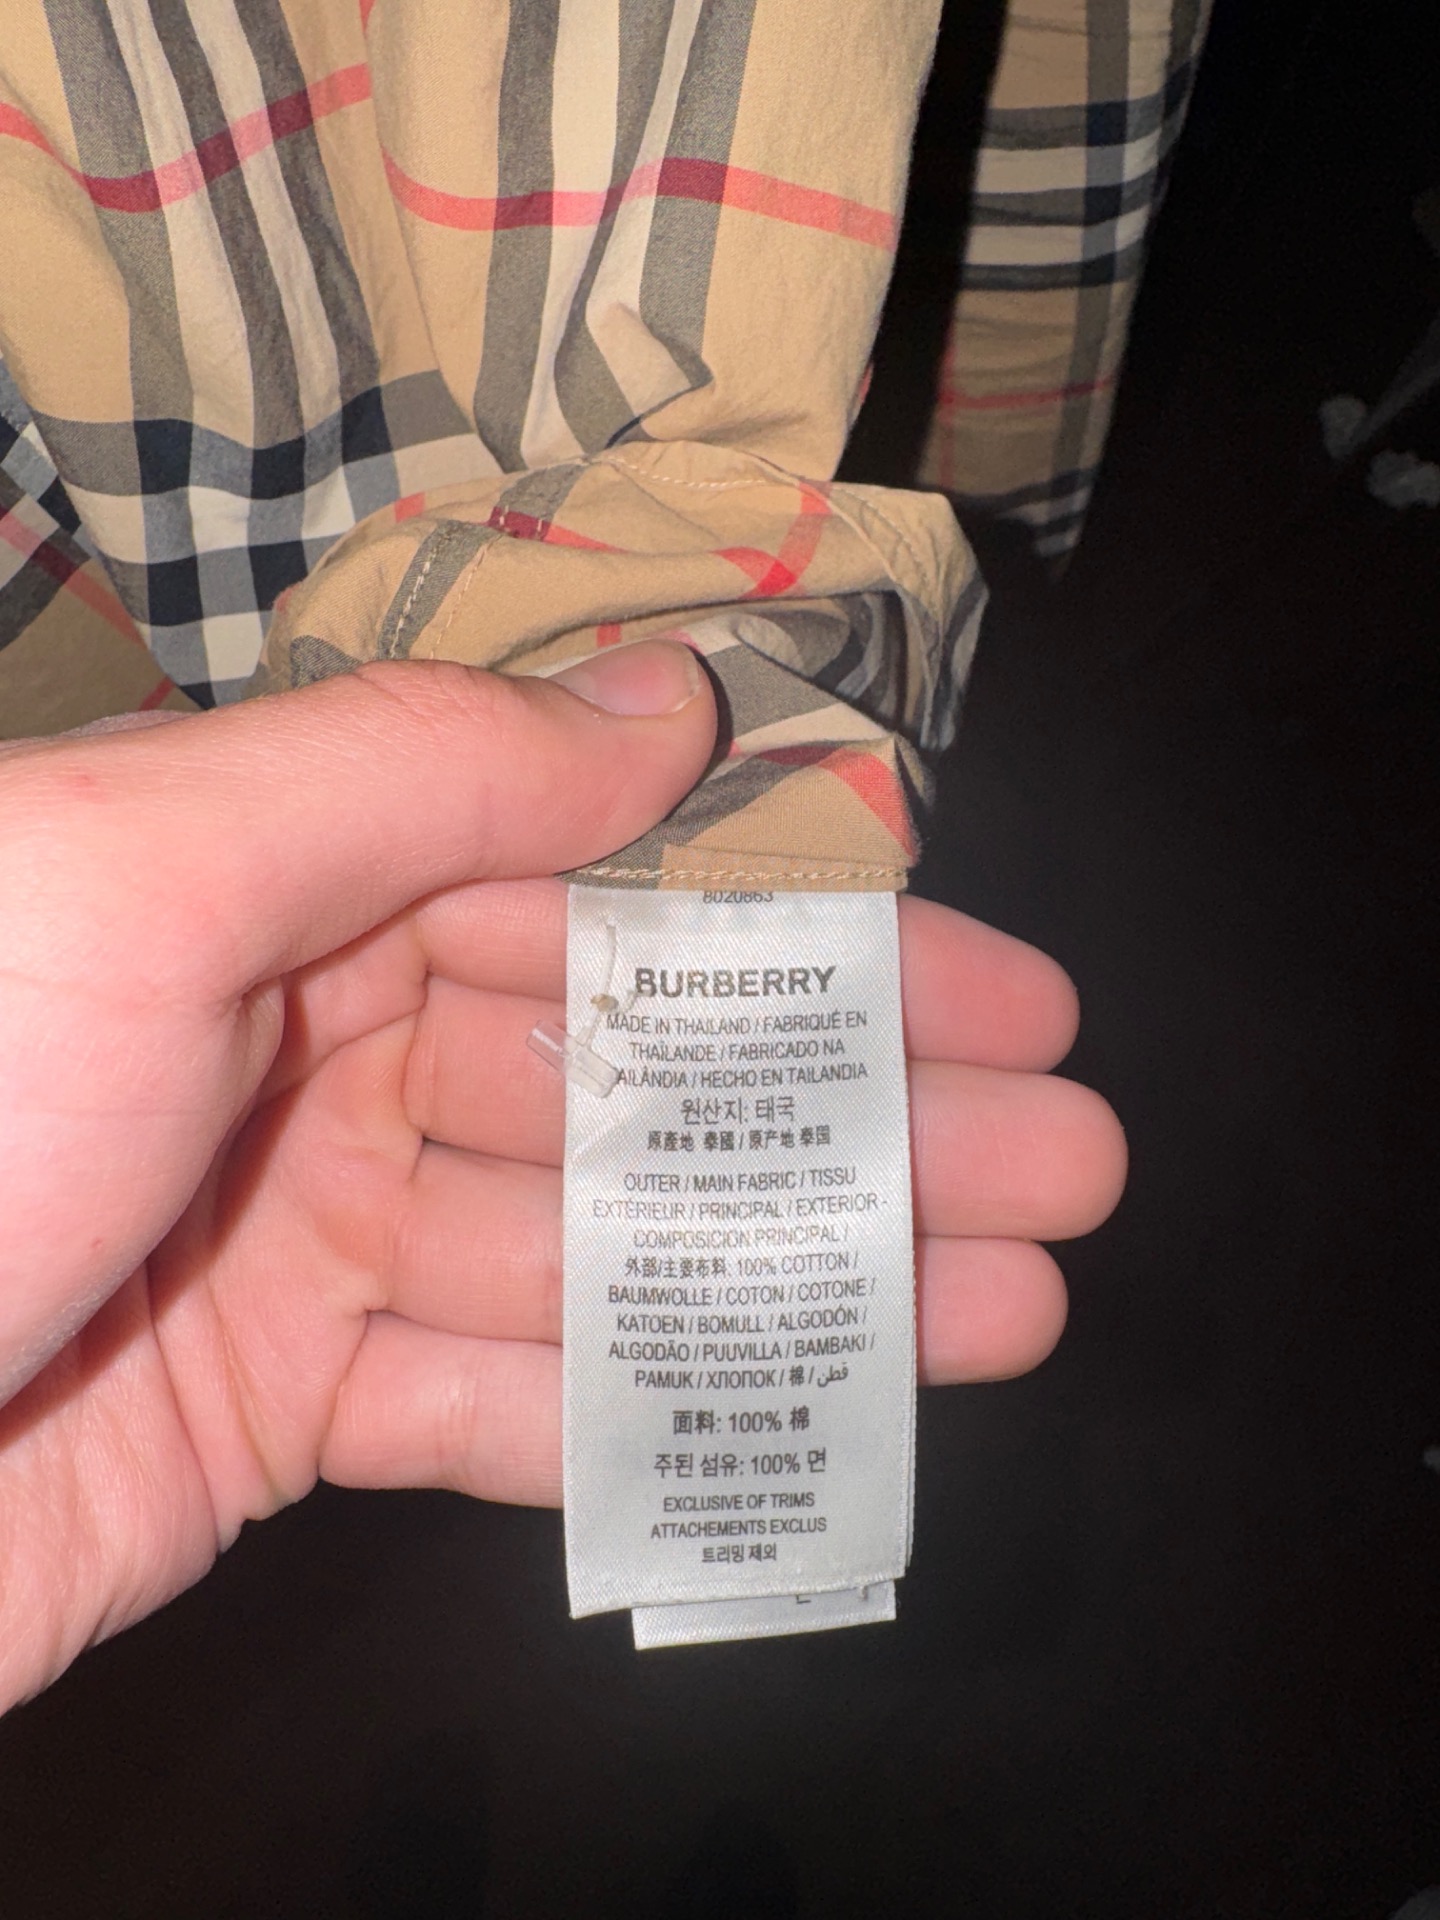 8020863
BURBERRY
MADE IN THAILAND / FABRIQUÉ EN
THAÏLANDE / FABRICADO NA
AILÂNDIA / HECHO EN TAILANDIA
원산지: 태국
原產地 泰國 / 原产地 泰国
OUTER / MAIN FABRIC / TISSU
EXTÉRIEUR / PRINCIPAL / EXTERIOR -
COMPOSICION PRINCIPAL /
外部/主要布料: 100% COTTON /
BAUMWOLLE / COTON / COTONE /
KATOEN / BOMULL / ALGODÓN /
ALGODÃO / PUUVILLA / BAMBAKI /
PAMUK / ХЛОПОК / 棉 / قطن
面料: 100% 棉
주된 섬유: 100% 면
EXCLUSIVE OF TRIMS
ATTACHEMENTS EXCLUS
트리밍 제외